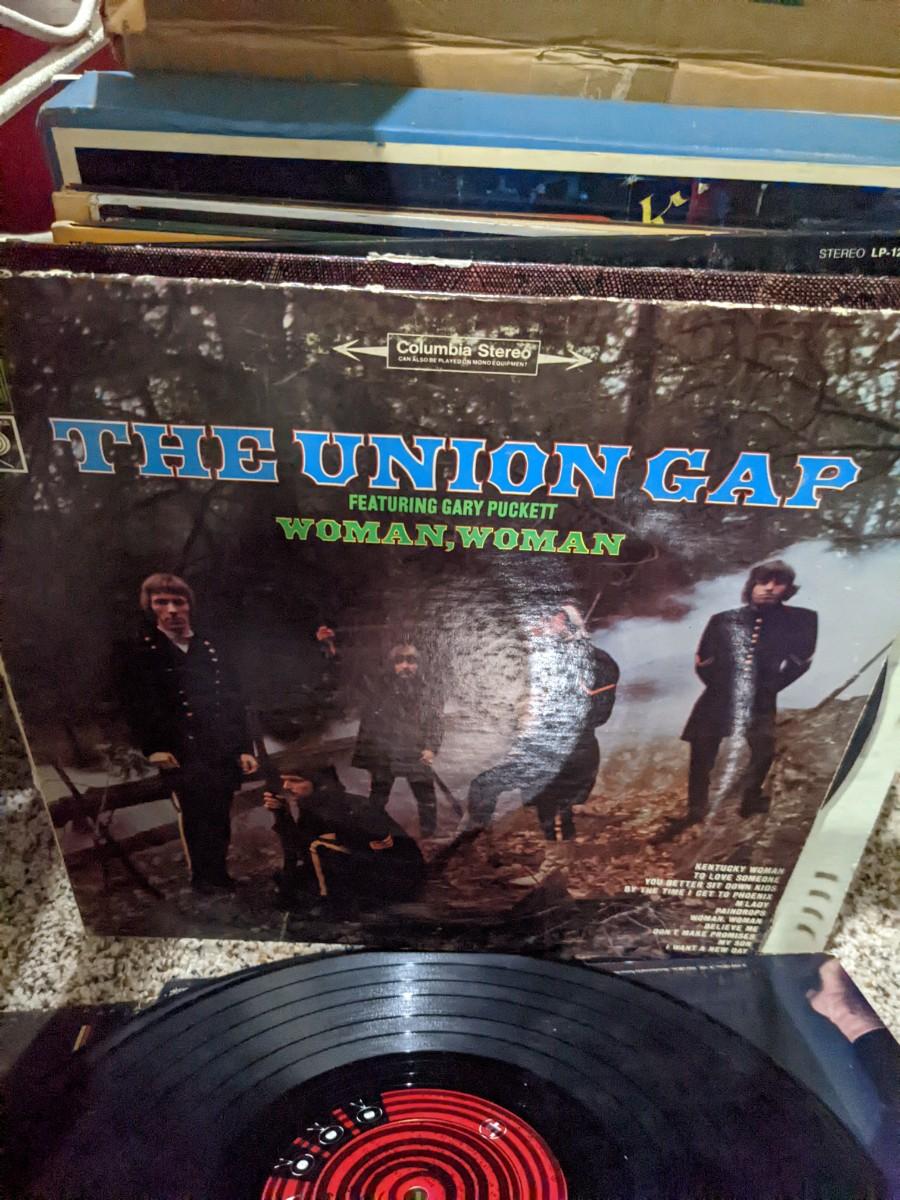 STEREO LP-12
Columbia Stereo
CAN ALSO BE PLAYED ON MONO EQUIPMENT
THE UNION GAP
FEATURING GARY PUCKETT
WOMAN, WOMAN
KENTUCKY WOMAN
TO LOVE SOMEONE
YOU BETTER SIT DOWN KIDS
BY THE TIME I GET TO PHOENIX
M'LADY
PAINDROPS
WOMAN, WOMAN
BELIEVE ME
DON'T MAKE PROMISES
MY SON
I WANT A NEW DAY